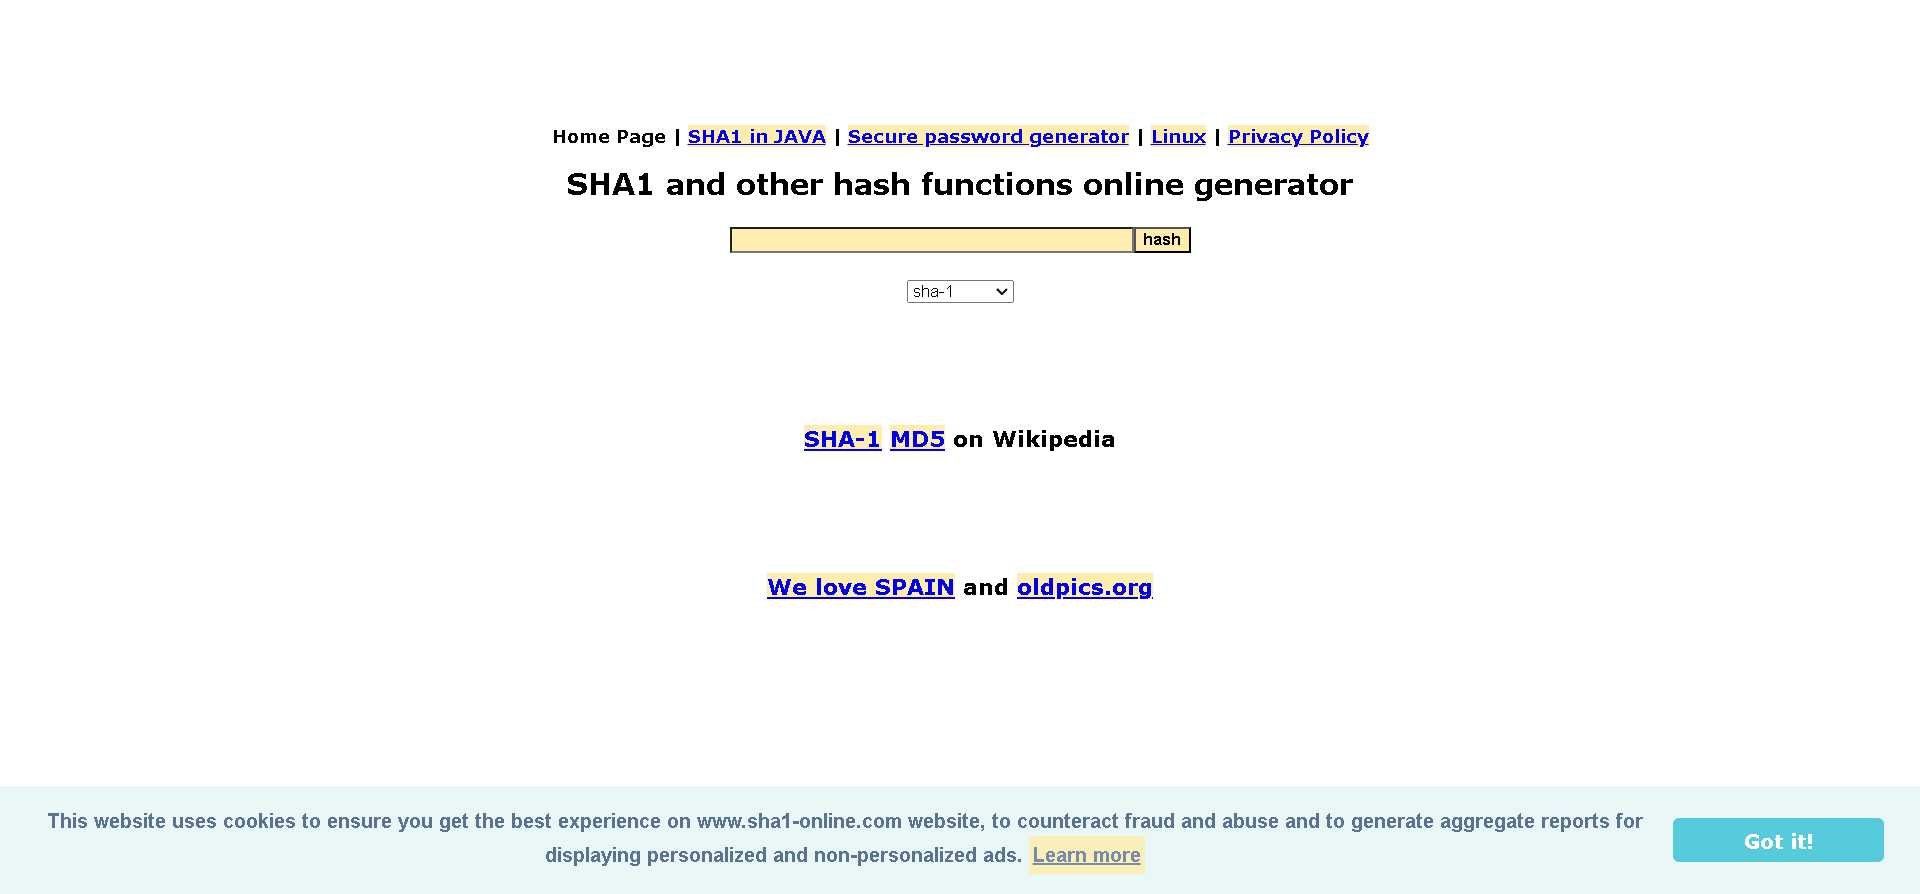 Home Page | SHA1 in JAVA | Secure password generator | Linux | Privacy Policy
SHA1 and other hash functions online generator
hash
sha-1
SHA-1 MD5 on Wikipedia
We love SPAIN and oldpics.org
This website uses cookies to ensure you get the best experience on www.sha1-online.com website, to counteract fraud and abuse and to generate aggregate reports for
displaying personalized and non-personalized ads. Learn more
Got it!